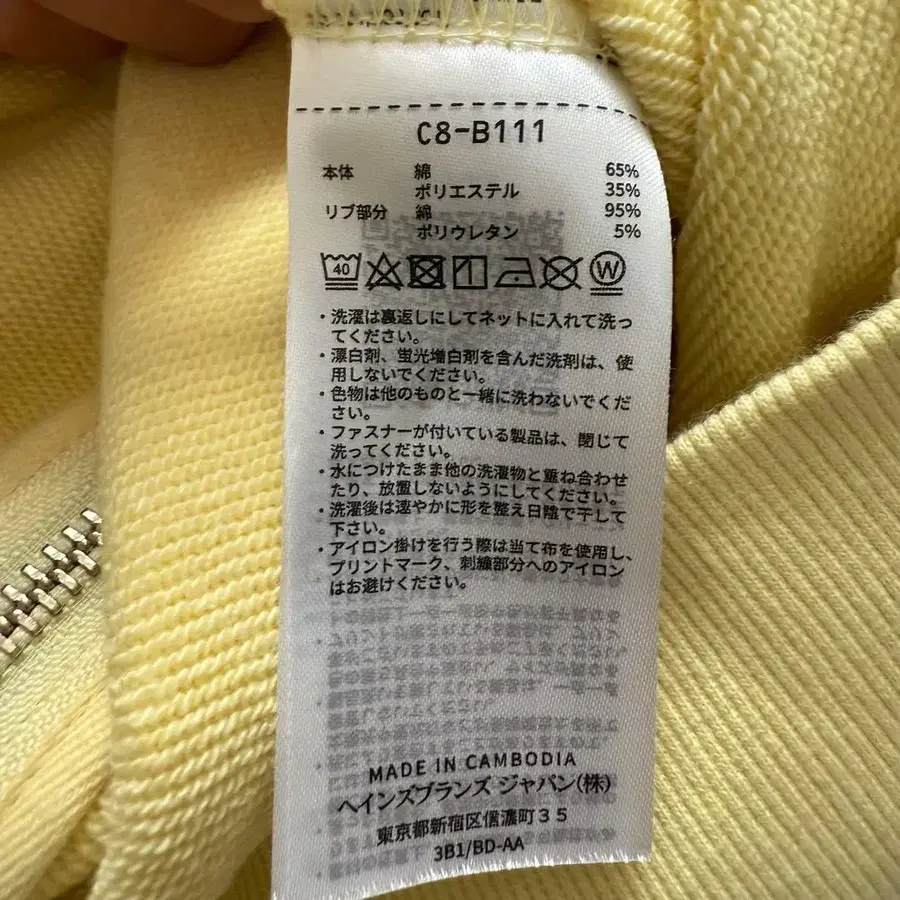 C8-B111
本体 綿 65%
ポリエステル 35%
リブ部分 綿 95%
ポリウレタン 5%
40 W
・洗濯は裏返しにしてネットに入れて洗っ
てください。
・漂白剤、蛍光増白剤を含んだ洗剤は、使
用しないでください。
・色物は他のものと一緒に洗わないでくだ
さい。
・ファスナーが付いている製品は、閉じて
洗ってください。
・水につけたまま他の洗濯物と重ね合わせ
たり、放置しないようにしてください。
・洗濯後は速やかに形を整え日陰で干して
下さい。
・アイロン掛けを行う際は当て布を使用し、
プリントマーク、刺繍部分へのアイロン
はお避けください。
MADE IN CAMBODIA
ヘインズブランズ ジャパン(株)
東京都新宿区信濃町35
3B1/BD-AA